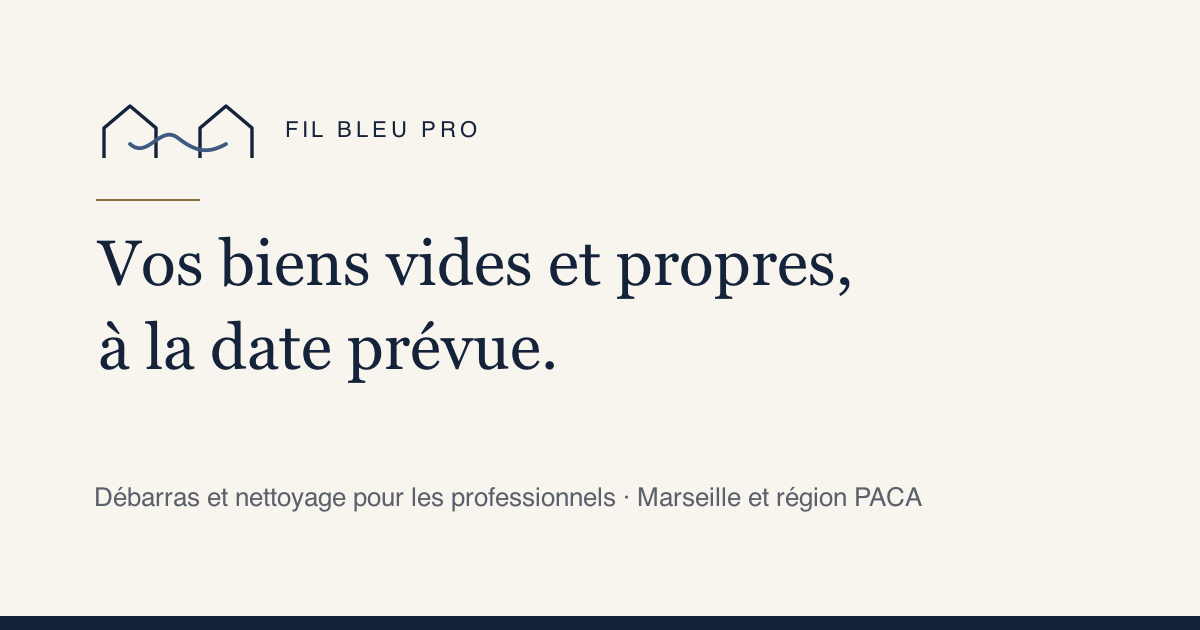 FIL BLEU PRO
Vos biens vides et propres,
à la date prévue.
Débarras et nettoyage pour les professionnels · Marseille et région PACA